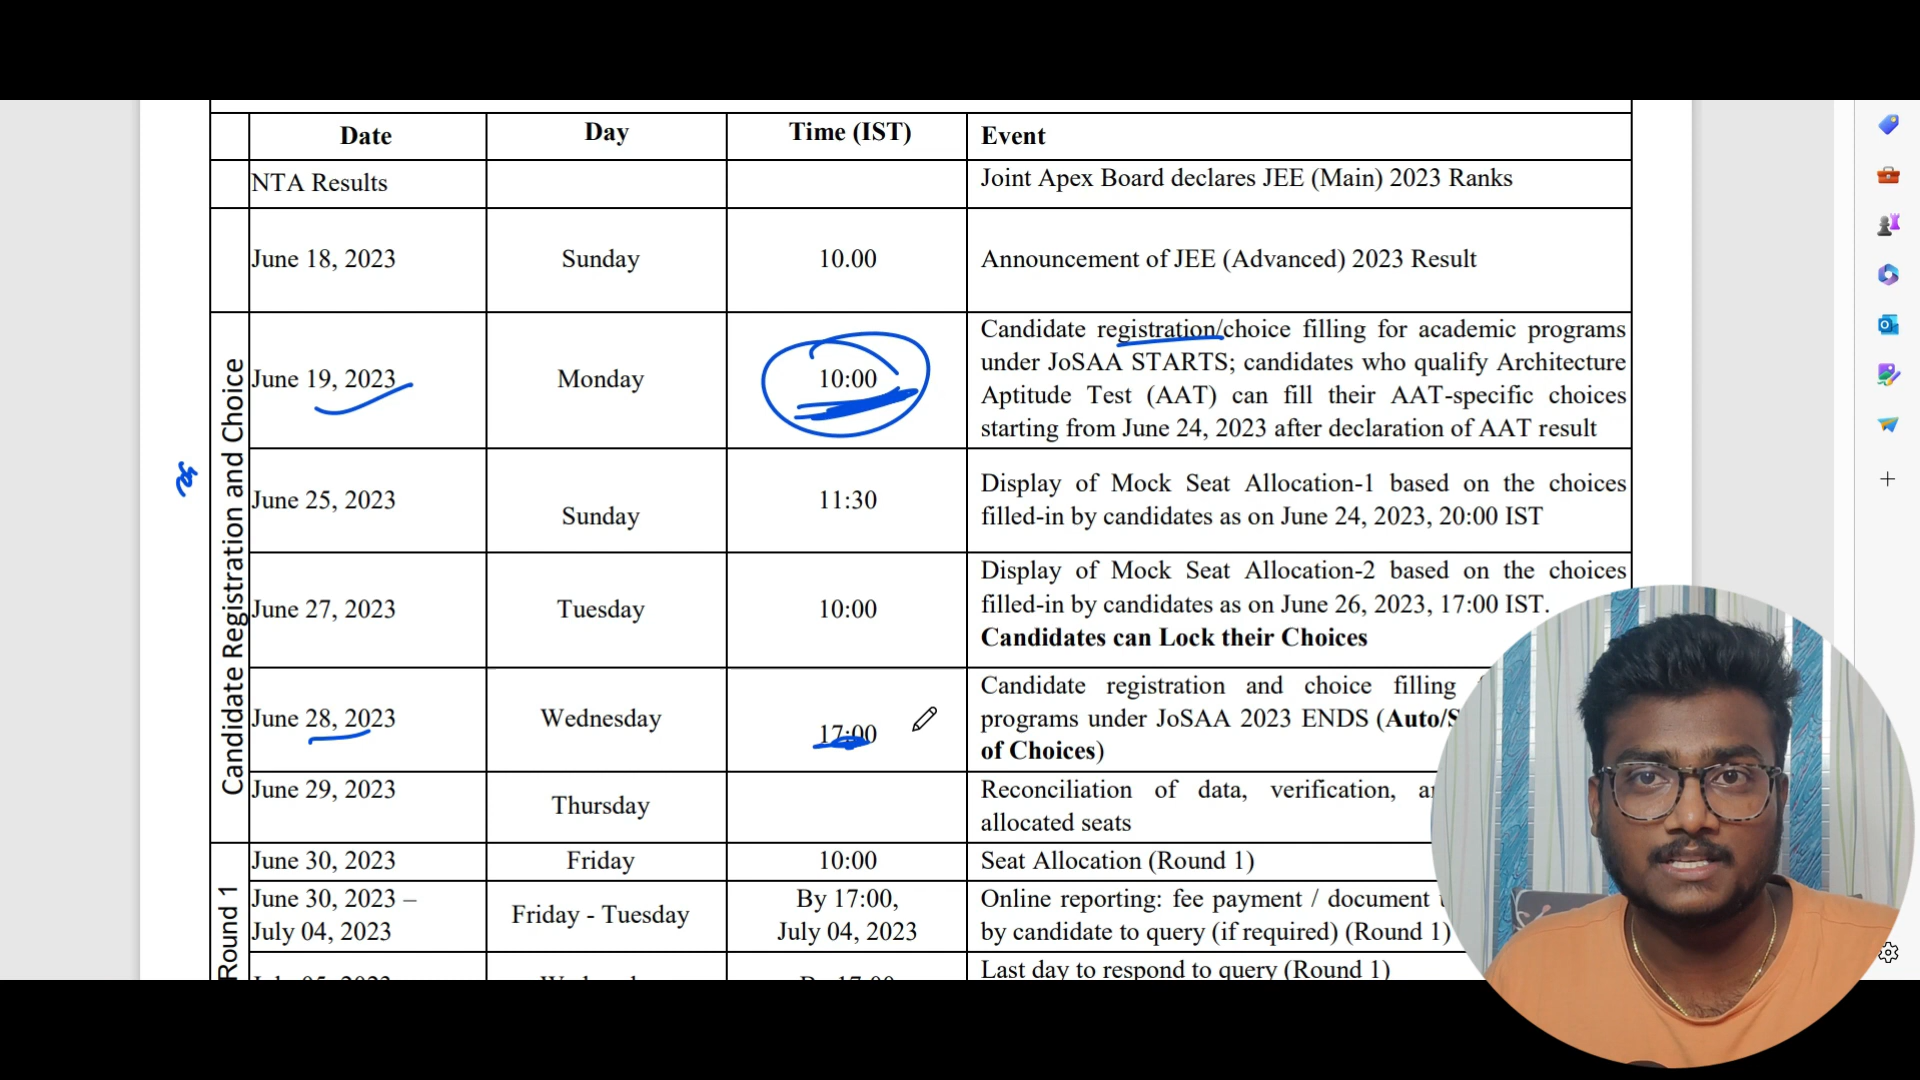 Date Day Time (IST) Event
NTA Results Joint Apex Board declares JEE (Main) 2023 Ranks
June 18, 2023 Sunday 10.00 Announcement of JEE (Advanced) 2023 Result
Candidate Registration and Choice
June 19, 2023 Monday 10:00 Candidate registration/choice filling for academic programs
under JoSAA STARTS; candidates who qualify Architecture
Aptitude Test (AAT) can fill their AAT-specific choices
starting from June 24, 2023 after declaration of AAT result
June 25, 2023 Sunday 11:30 Display of Mock Seat Allocation-1 based on the choices
filled-in by candidates as on June 24, 2023, 20:00 IST
June 27, 2023 Tuesday 10:00 Display of Mock Seat Allocation-2 based on the choices
filled-in by candidates as on June 26, 2023, 17:00 IST.
Candidates can Lock their Choices
June 28, 2023 Wednesday 17:00 Candidate registration and choice filling
programs under JoSAA 2023 ENDS (Auto/S
of Choices)
June 29, 2023 Thursday Reconciliation of data, verification,
allocated seats
Round 1
June 30, 2023 Friday 10:00 Seat Allocation (Round 1)
June 30, 2023 – Friday - Tuesday By 17:00, Online reporting: fee payment / document
July 04, 2023 July 04, 2023 by candidate to query (if required) (Round 1)
Last day to respond to query (Round 1)